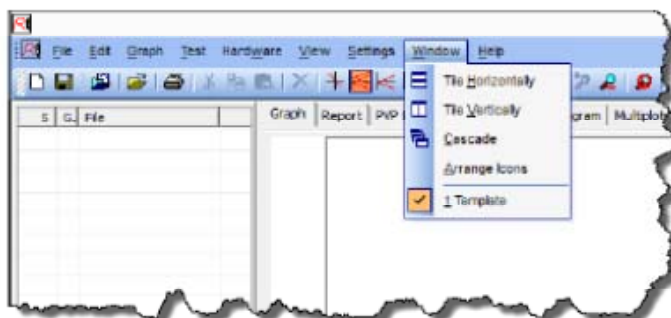 File Edit Graph Test Hardware View Settings Window Help
Tile Horizontally
Tile Vertically
Cascade
Arrange Icons
1 Template
S G. File
Graph Report PVP gram Multiplot